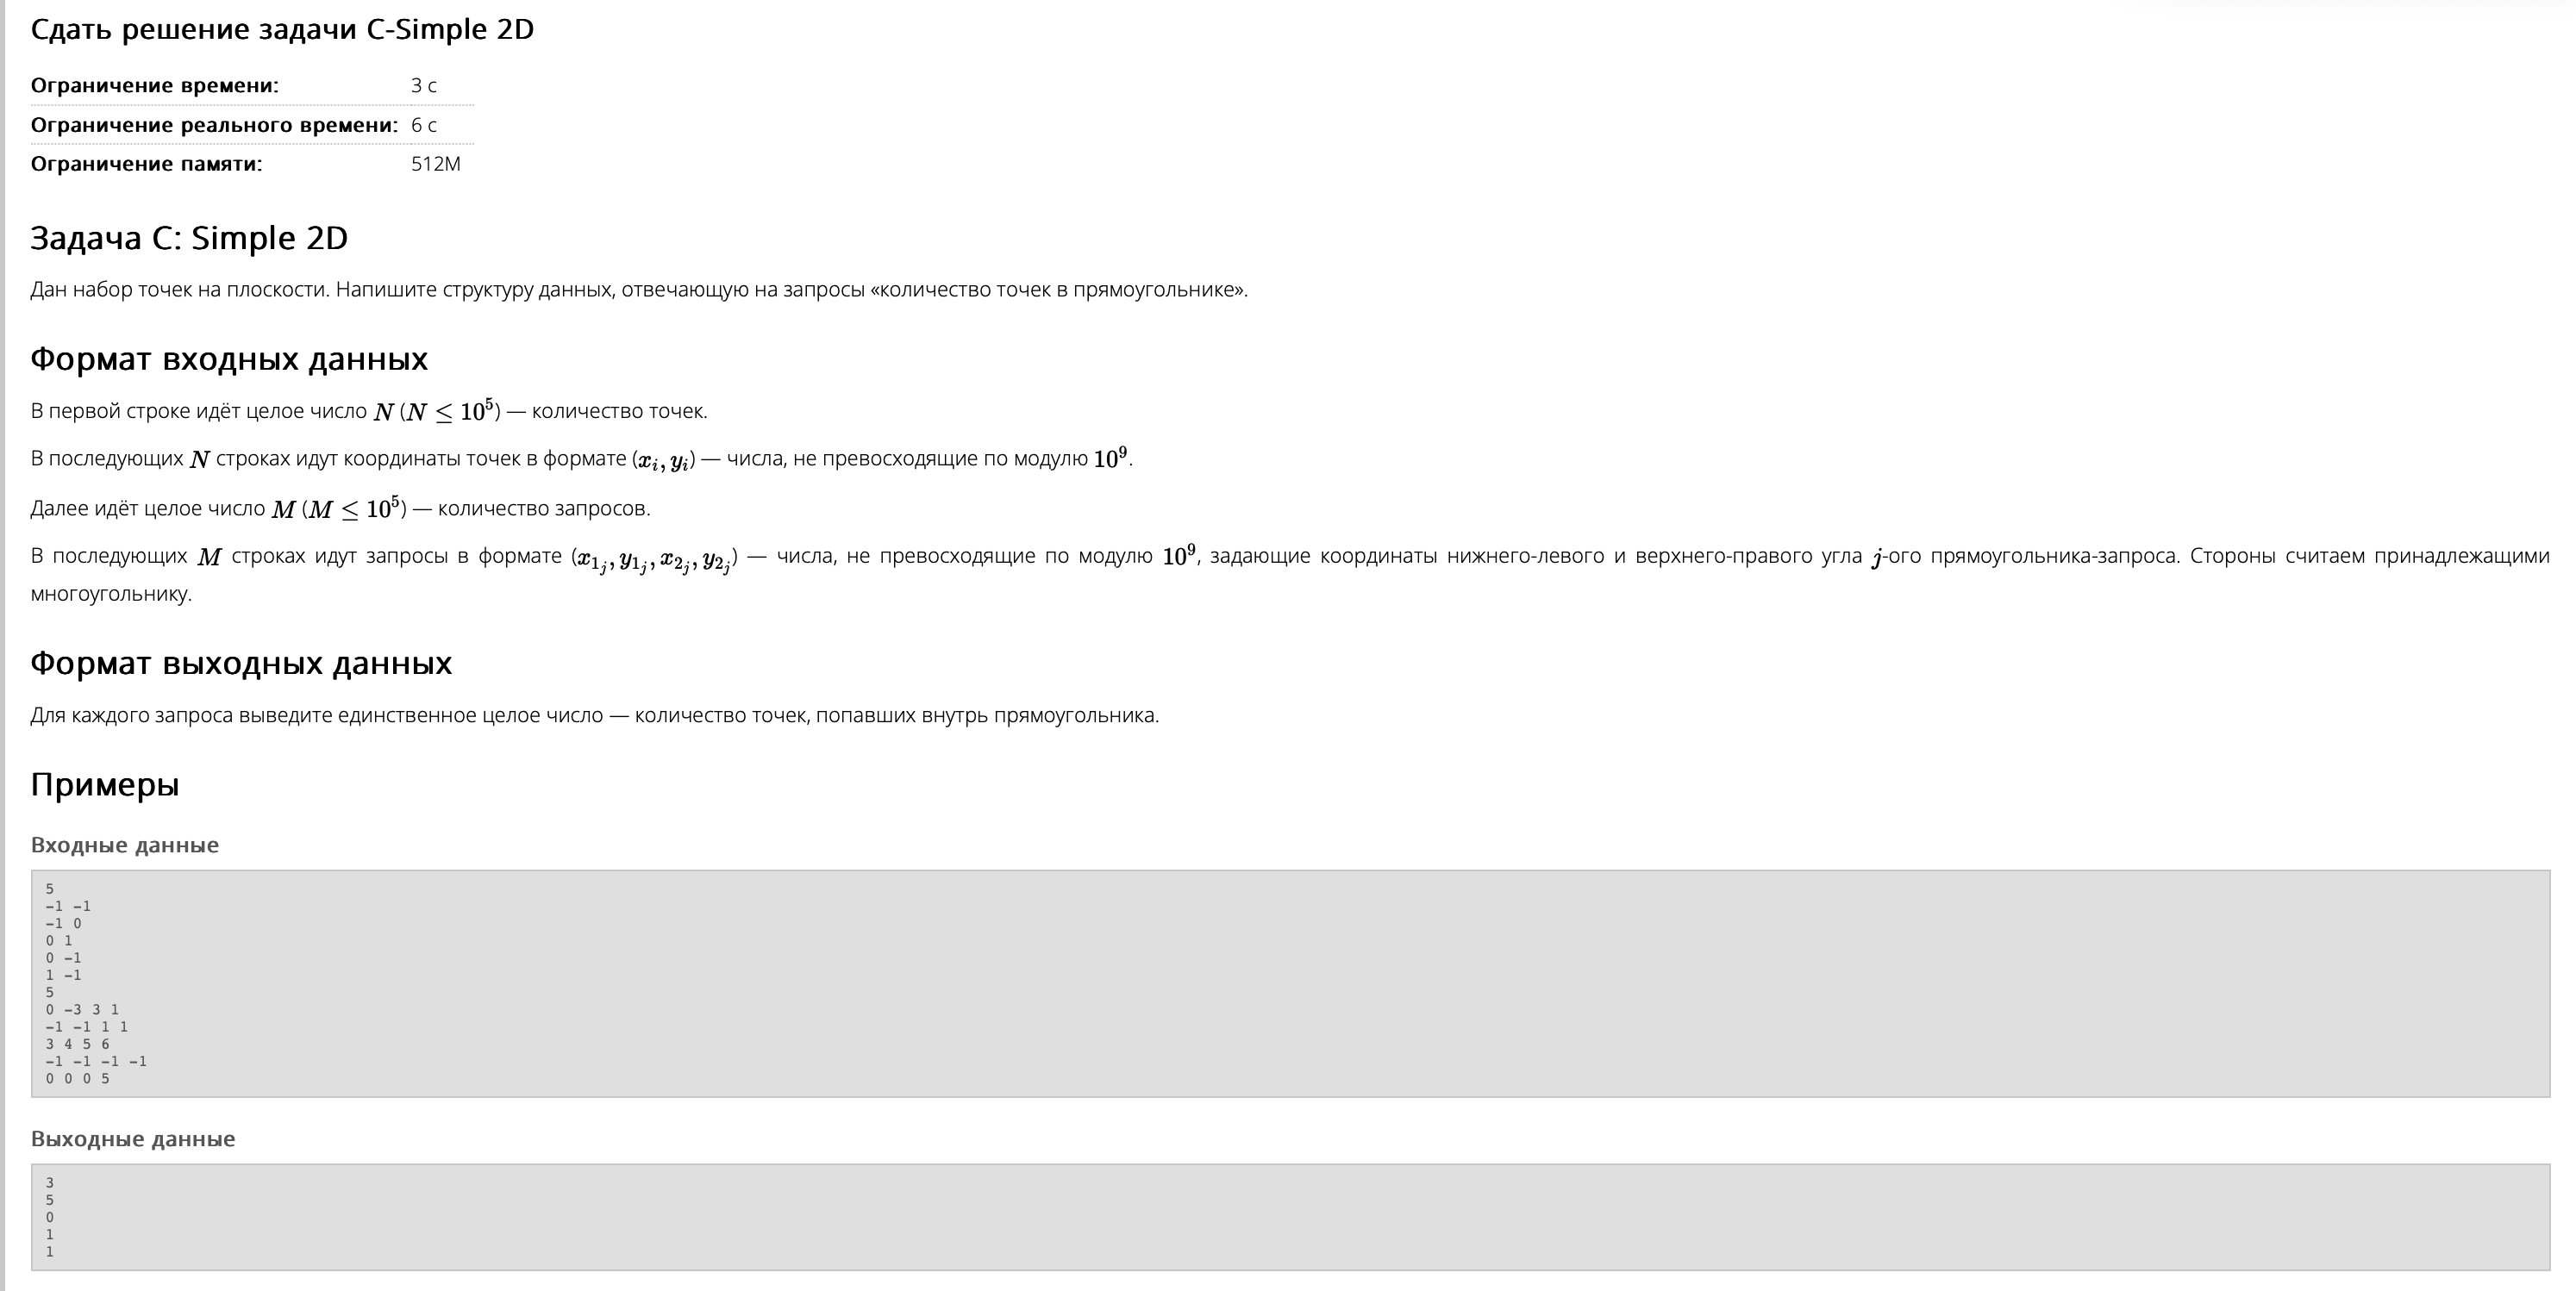 Сдать решение задачи C-Simple 2D
Ограничение времени: 3 с
Ограничение реального времени: 6 с
Ограничение памяти: 512M
Задача C: Simple 2D
Дан набор точек на плоскости. Напишите структуру данных, отвечающую на запросы «количество точек в прямоугольнике».
Формат входных данных
В первой строке идёт целое число N (N ≤ 10^5) — количество точек.
В последующих N строках идут координаты точек в формате (x_i, y_i) — числа, не превосходящие по модулю 10^9.
Далее идёт целое число M (M ≤ 10^5) — количество запросов.
В последующих M строках идут запросы в формате (x_{1_j}, y_{1_j}, x_{2_j}, y_{2_j}) — числа, не превосходящие по модулю 10^9, задающие координаты нижнего-левого и верхнего-правого угла j-ого прямоугольника-запроса. Стороны считаем принадлежащими
многоугольнику.
Формат выходных данных
Для каждого запроса выведите единственное целое число — количество точек, попавших внутрь прямоугольника.
Примеры
Входные данные
5
-1 -1
-1 0
0 1
0 -1
1 -1
5
0 -3 3 1
-1 -1 1 1
3 4 5 6
-1 -1 -1 -1
0 0 0 5
Выходные данные
3
5
0
1
1